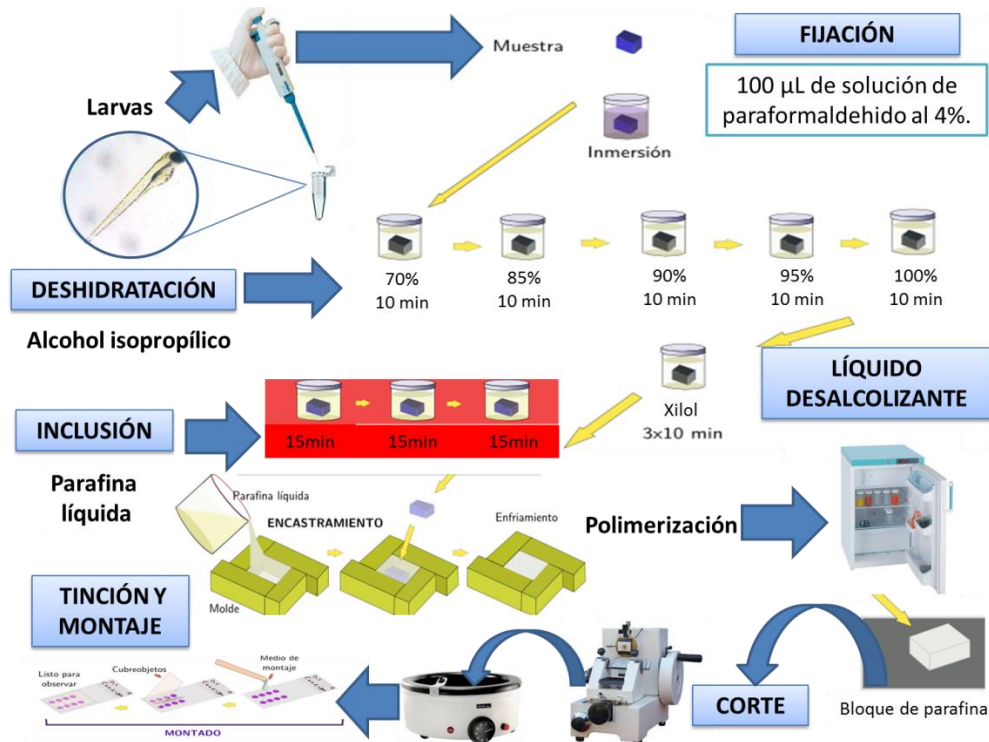 Muestra
FIJACIÓN
100 µL de solución de
paraformaldehido al 4%.
Larvas
Inmersión
70%
10 min
85%
10 min
90%
10 min
95%
10 min
100%
10 min
DESHIDRATACIÓN
Alcohol isopropílico
LÍQUIDO
DESALCOLIZANTE
Xilol
3x10 min
INCLUSIÓN
15min
15min
15min
Parafina
líquida
Parafina líquida
ENCASTRAMIENTO
Enfriamiento
Molde
Polimerización
TINCIÓN Y
MONTAJE
Listo para
observar
Cubreobjetos
Medio de
montaje
MONTADO
CORTE
Bloque de parafina